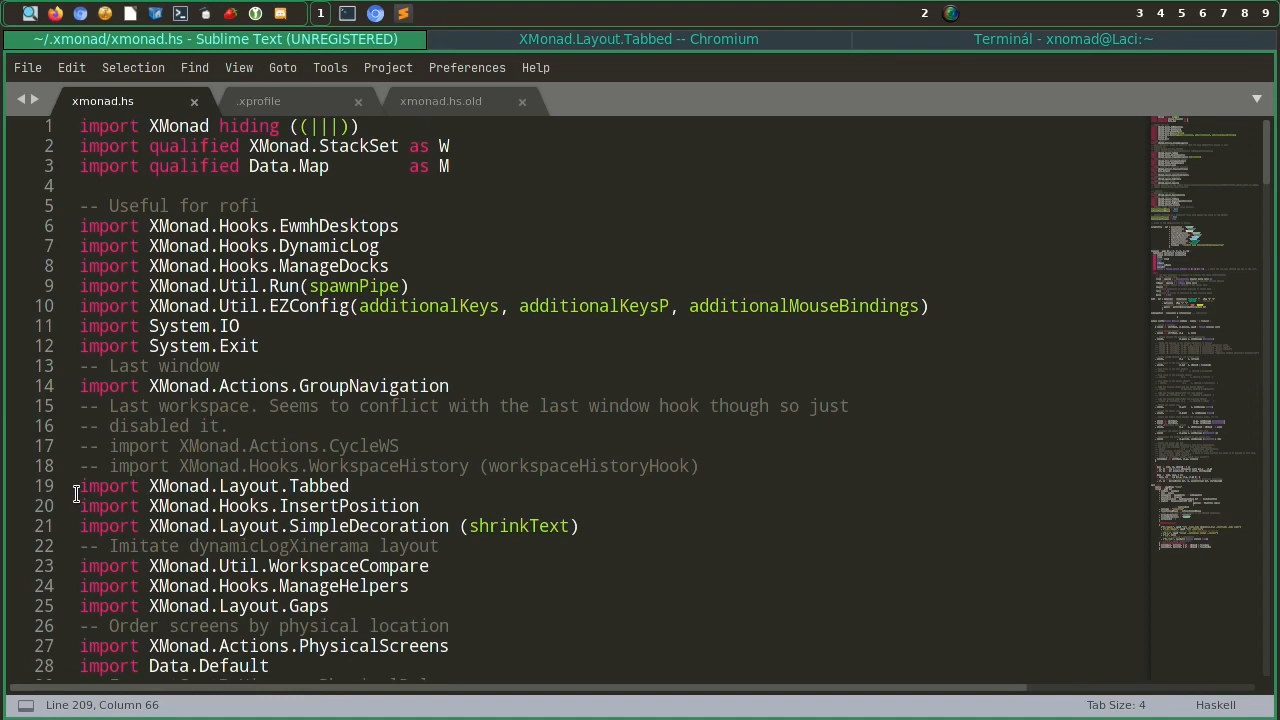 1 2 3 4 5 6 7 8 9
~/.xmonad/xmonad.hs - Sublime Text (UNREGISTERED) XMonad.Layout.Tabbed -- Chromium Terminál - xnomad@Laci:~
File Edit Selection Find View Goto Tools Project Preferences Help
xmonad.hs × .xprofile × xmonad.hs.old ×
1 import XMonad hiding ((|||))
2 import qualified XMonad.StackSet as W
3 import qualified Data.Map as M
4
5 -- Useful for rofi
6 import XMonad.Hooks.EwmhDesktops
7 import XMonad.Hooks.DynamicLog
8 import XMonad.Hooks.ManageDocks
9 import XMonad.Util.Run(spawnPipe)
10 import XMonad.Util.EZConfig(additionalKeys, additionalKeysP, additionalMouseBindings)
11 import System.IO
12 import System.Exit
13 -- Last window
14 import XMonad.Actions.GroupNavigation
15 -- Last workspace. Seems to conflict with the last window hook though so just
16 -- disabled it.
17 -- import XMonad.Actions.CycleWS
18 -- import XMonad.Hooks.WorkspaceHistory (workspaceHistoryHook)
19 import XMonad.Layout.Tabbed
20 import XMonad.Hooks.InsertPosition
21 import XMonad.Layout.SimpleDecoration (shrinkText)
22 -- Imitate dynamicLogXinerama layout
23 import XMonad.Util.WorkspaceCompare
24 import XMonad.Hooks.ManageHelpers
25 import XMonad.Layout.Gaps
26 -- Order screens by physical location
27 import XMonad.Actions.PhysicalScreens
28 import Data.Default
Line 209, Column 66 Tab Size: 4 Haskell